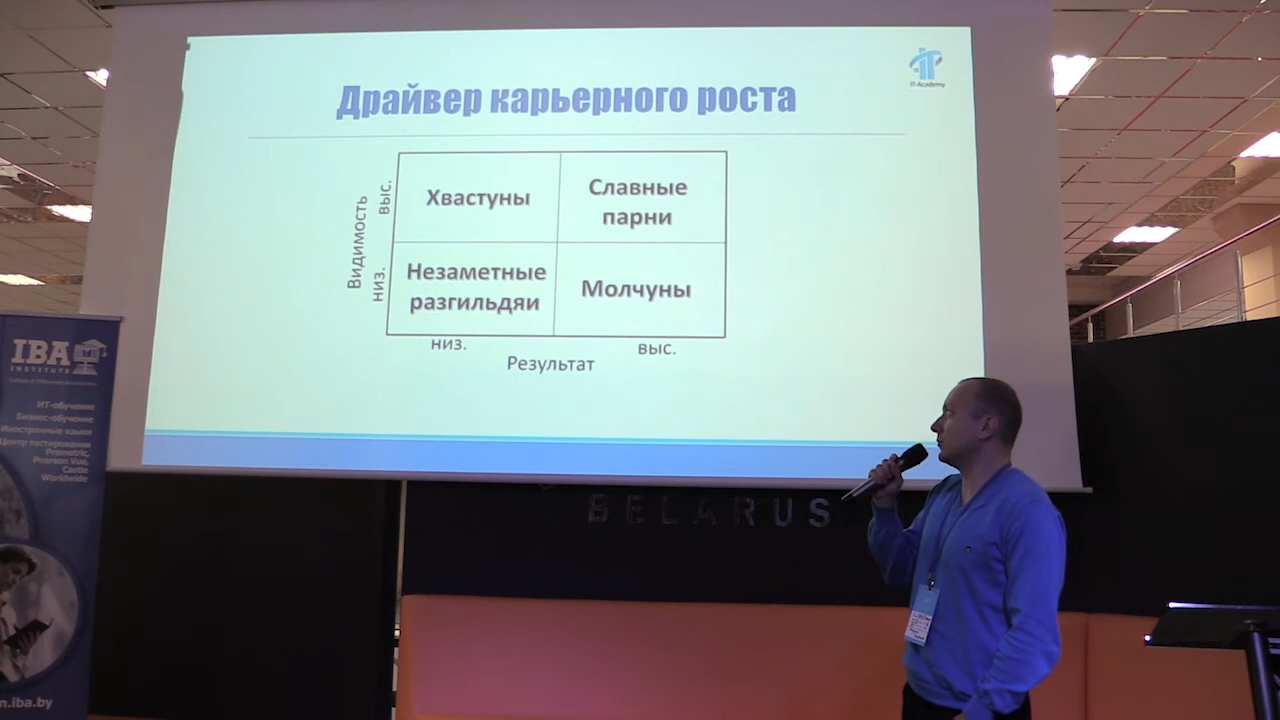 IT-Academy
Драйвер карьерного роста
Видимость
выс.
низ.
Хвастуны
Славные
парни
Незаметные
разгильдяи
Молчуны
низ.
выс.
Результат
IBA
INSTITUTE
ИТ-обучение
Бизнес-обучение
Иностранные языки
Центр тестирования
Prometric,
Pearson Vue,
Castle
Worldwide
n.iba.by
BELARUS